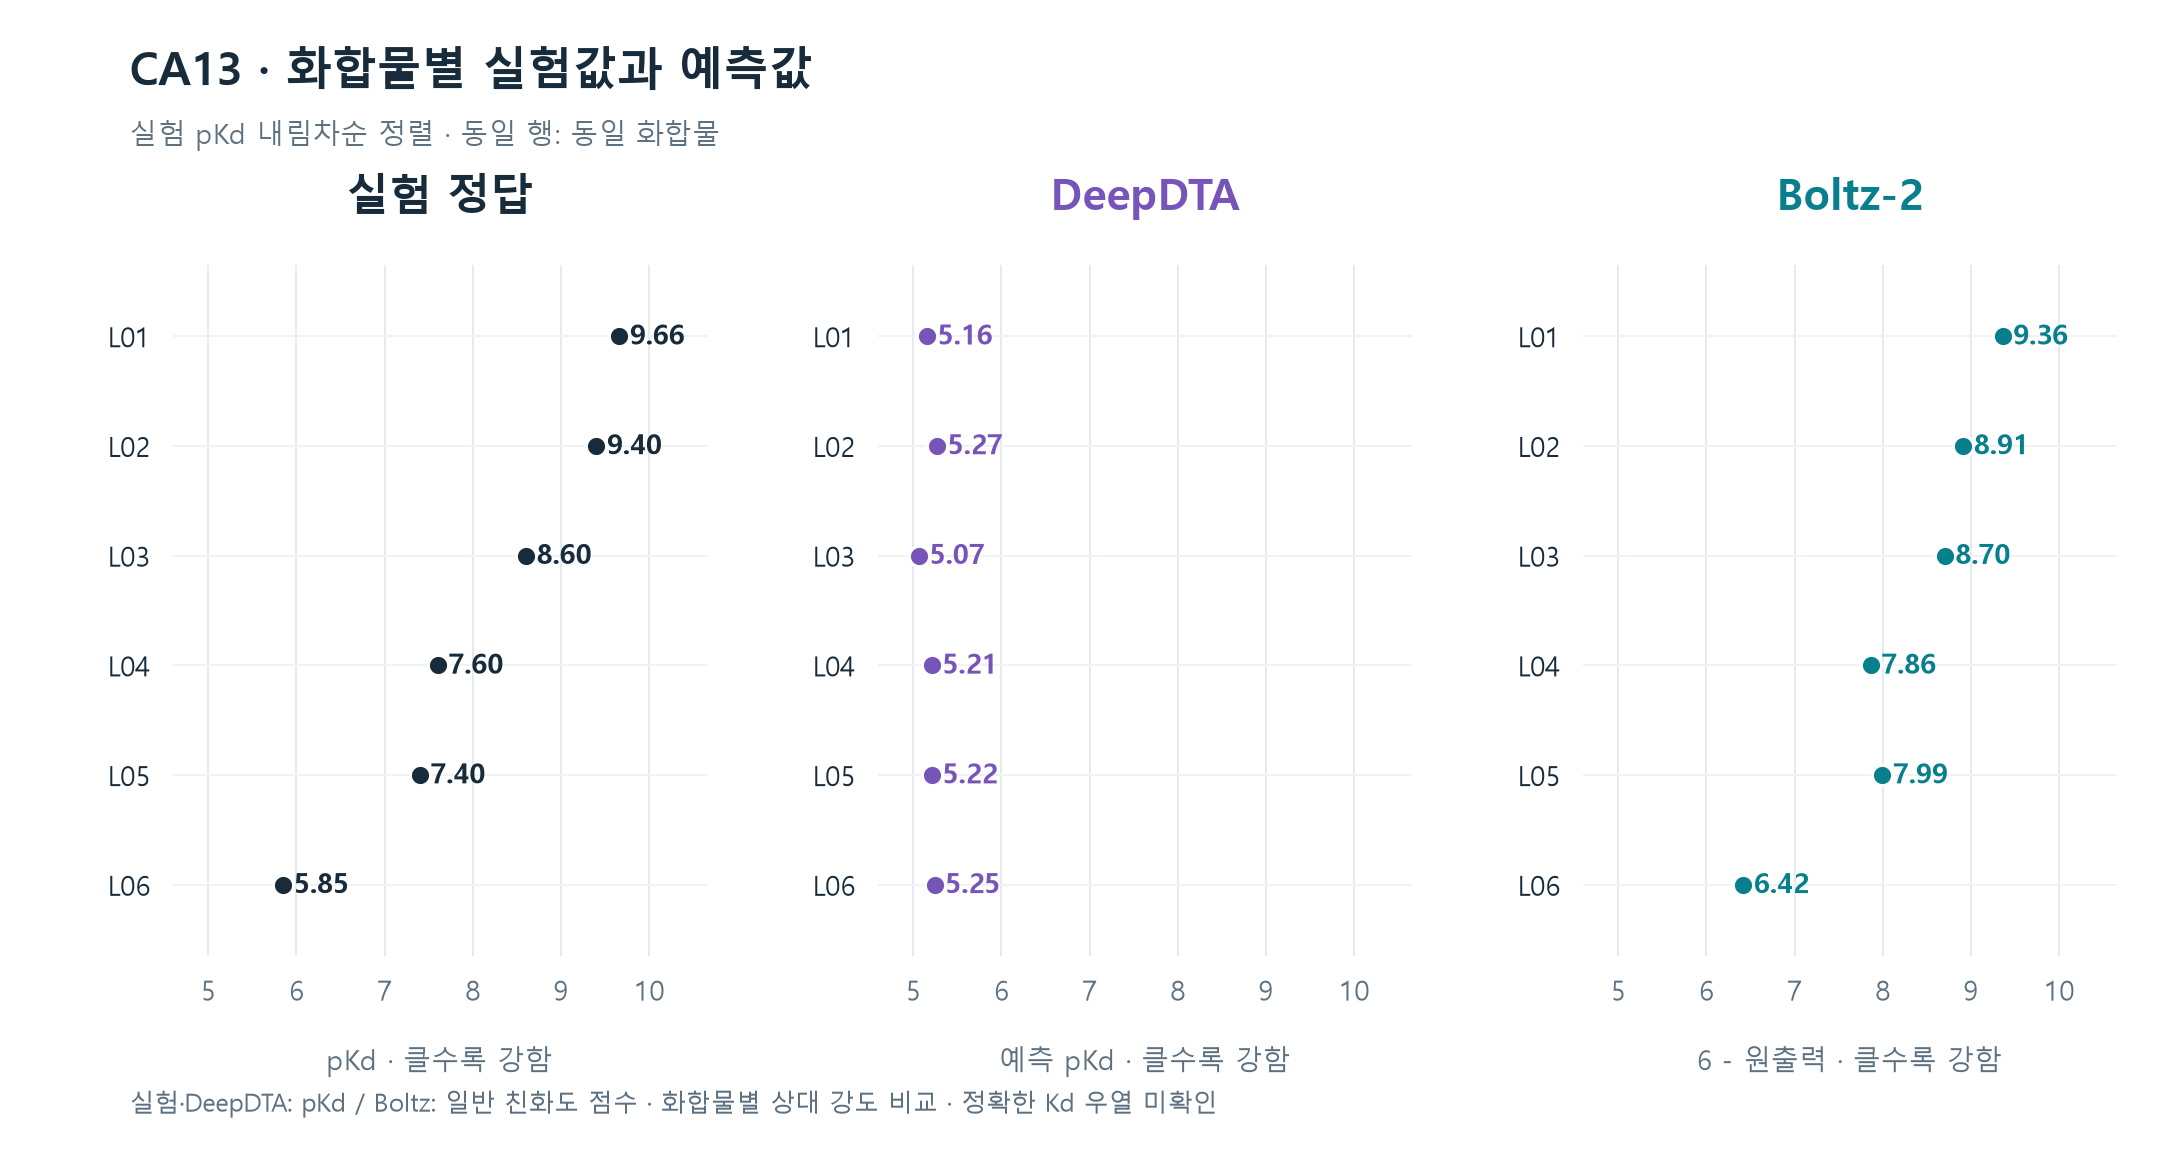 CA13 · 화합물별 실험값과 예측값
실험 pKd 내림차순 정렬 · 동일 행: 동일 화합물
실험 정답
L01 9.66
L02 9.40
L03 8.60
L04 7.60
L05 7.40
L06 5.85
5 6 7 8 9 10
pKd · 클수록 강함
DeepDTA
L01 5.16
L02 5.27
L03 5.07
L04 5.21
L05 5.22
L06 5.25
5 6 7 8 9 10
예측 pKd · 클수록 강함
Boltz-2
L01 9.36
L02 8.91
L03 8.70
L04 7.86
L05 7.99
L06 6.42
5 6 7 8 9 10
6 - 원출력 · 클수록 강함
실험·DeepDTA: pKd / Boltz: 일반 친화도 점수 · 화합물별 상대 강도 비교 · 정확한 Kd 우열 미확인